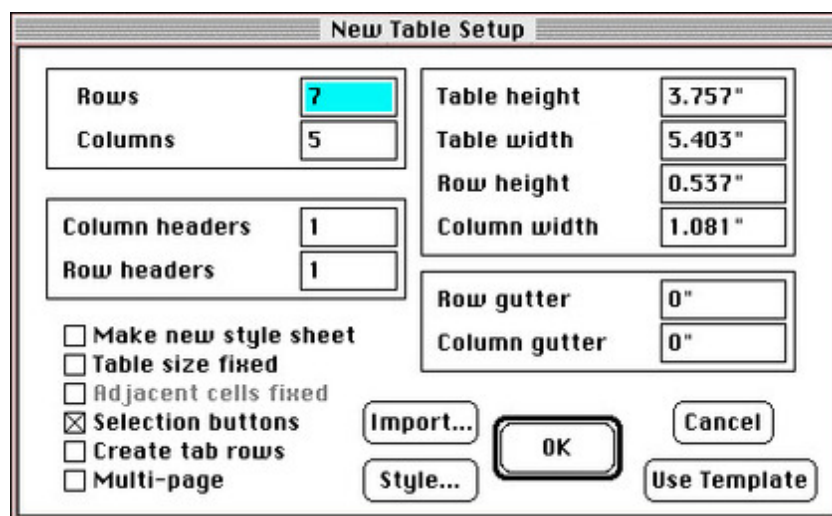 New Table Setup
Rows 7
Columns 5
Column headers 1
Row headers 1
Table height 3.757"
Table width 5.403"
Row height 0.537"
Column width 1.081"
Row gutter 0"
Column gutter 0"
Make new style sheet
Table size fixed
Adjacent cells fixed
Selection buttons
Create tab rows
Multi-page
Import...
Style...
OK
Cancel
Use Template